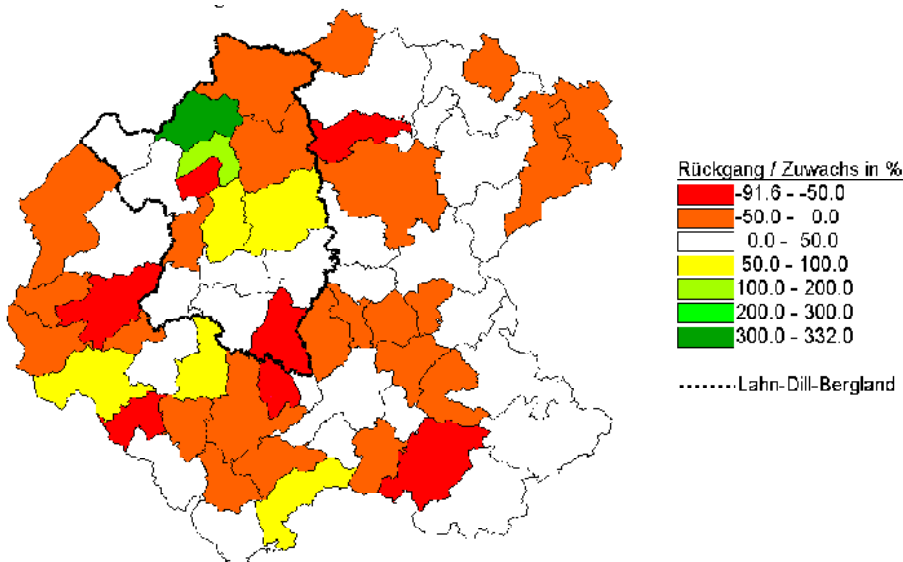 Rückgang / Zuwachs in %
-91.6 - -50.0
-50.0 - 0.0
0.0 - 50.0
50.0 - 100.0
100.0 - 200.0
200.0 - 300.0
300.0 - 332.0
Lahn-Dill-Bergland